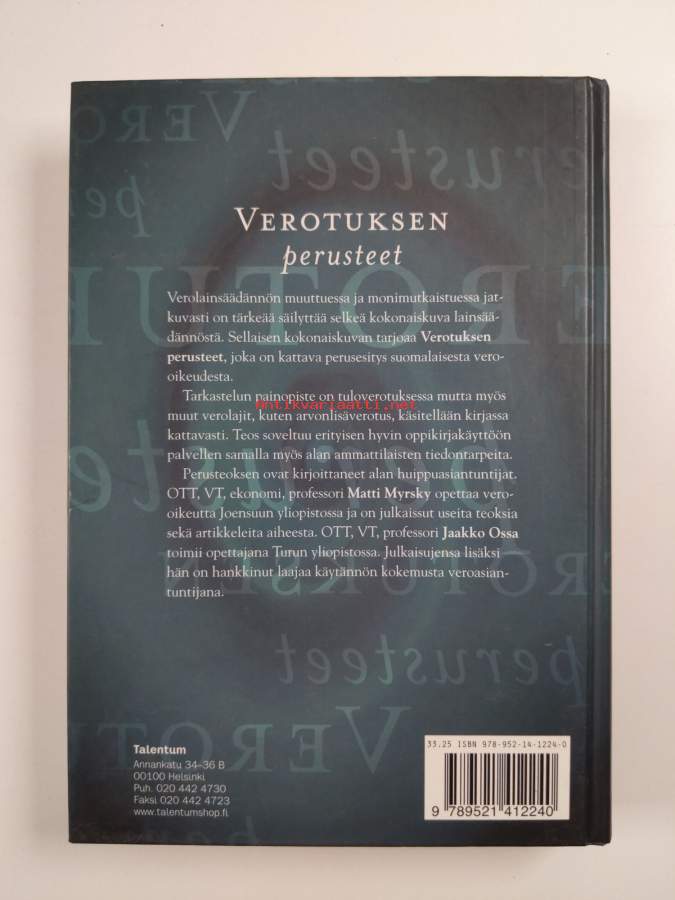 VEROTUKSEN
perusteet
Verolainsäädännön muuttuessa ja monimutkaistuessa jat-
kuvasti on tärkeää säilyttää selkeä kokonaiskuva lainsää-
dännöstä. Sellaisen kokonaiskuvan tarjoaa Verotuksen
perusteet, joka on kattava perusesitys suomalaisesta vero-
oikeudesta.
Tarkastelun painopiste on tuloverotuksessa mutta myös
Antikvariaatti.net
muut verolajit, kuten arvonlisäverotus, käsitellään kirjassa
kattavasti. Teos soveltuu erityisen hyvin oppikirjakäyttöön
palvellen samalla myös alan ammattilaisten tiedontarpeita.
Perusteoksen ovat kirjoittaneet alan huippuasiantuntijat.
OTT, VT, ekonomi, professori Matti Myrsky opettaa vero-
oikeutta Joensuun yliopistossa ja on julkaissut useita teoksia
sekä artikkeleita aiheesta. OTT, VT, professori Jaakko Ossa
toimii opettajana Turun yliopistossa. Julkaisujensa lisäksi
hän on hankkinut laajaa käytännön kokemusta veroasian-
tuntijana.
perusteet
Talentum
Annankatu 34–36 B
00100 Helsinki
Puh. 020 442 4730
Faksi 020 442 4723
www.talentumshop.fi
33.25 ISBN 978-952-14-1224-0
9 789521 412240